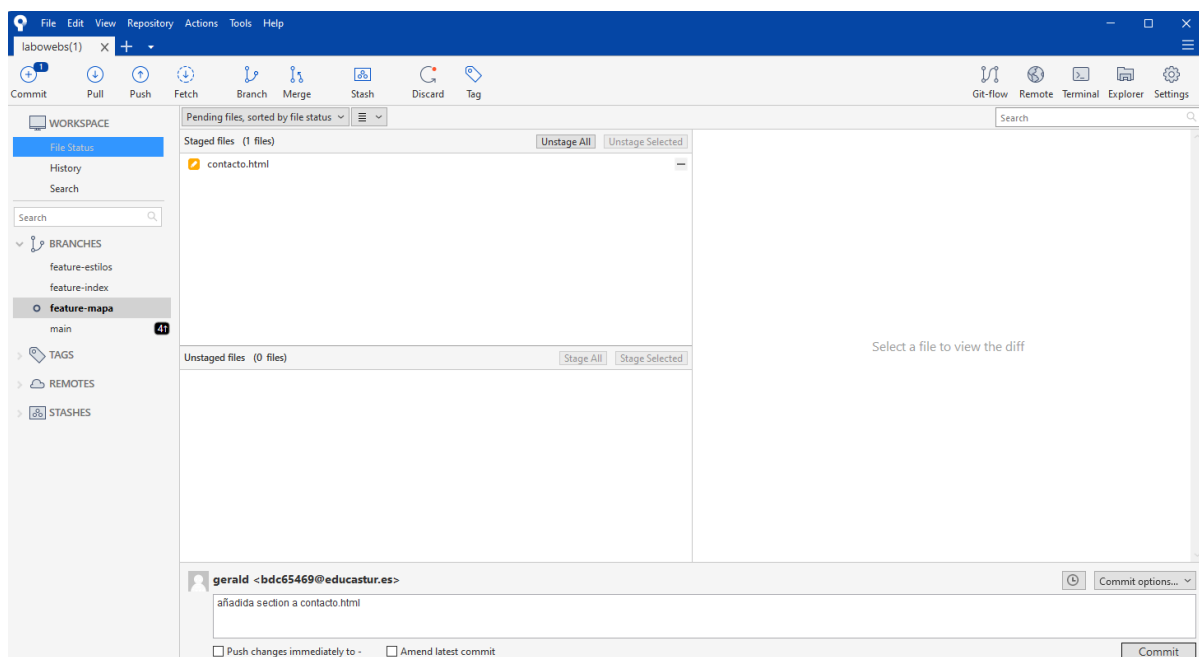 File Edit View Repository Actions Tools Help
labowebs(1)
1
Commit Pull Push Fetch Branch Merge Stash Discard Tag Git-flow Remote Terminal Explorer Settings
WORKSPACE
File Status
History
Search
Search
BRANCHES
feature-estilos
feature-index
feature-mapa
main 4↑
TAGS
REMOTES
STASHES
Pending files, sorted by file status
Search
Staged files (1 files) Unstage All Unstage Selected
contacto.html
Unstaged files (0 files) Stage All Stage Selected
Select a file to view the diff
gerald <bdc65469@educastur.es> Commit options...
añadida section a contacto.html
Push changes immediately to - Amend latest commit Commit